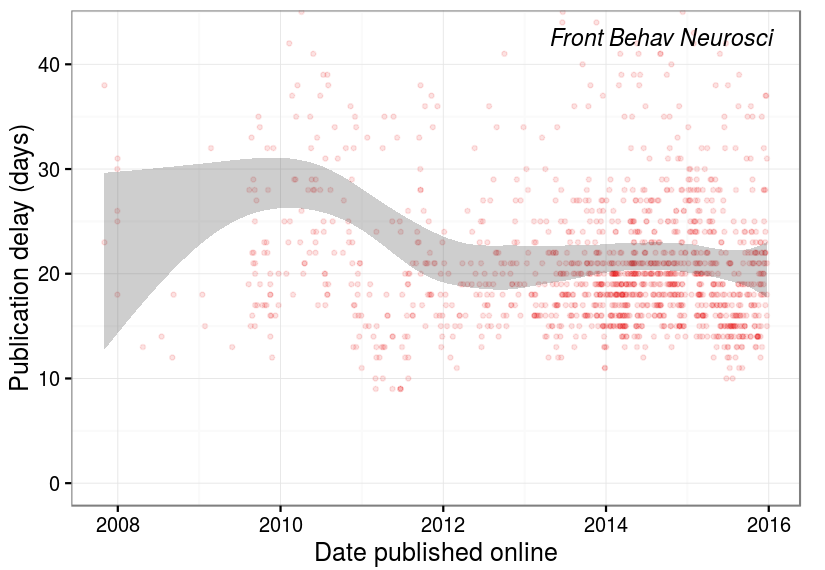 Front Behav Neurosci
Publication delay (days)
40
30
20
10
0
2008 2010 2012 2014 2016
Date published online